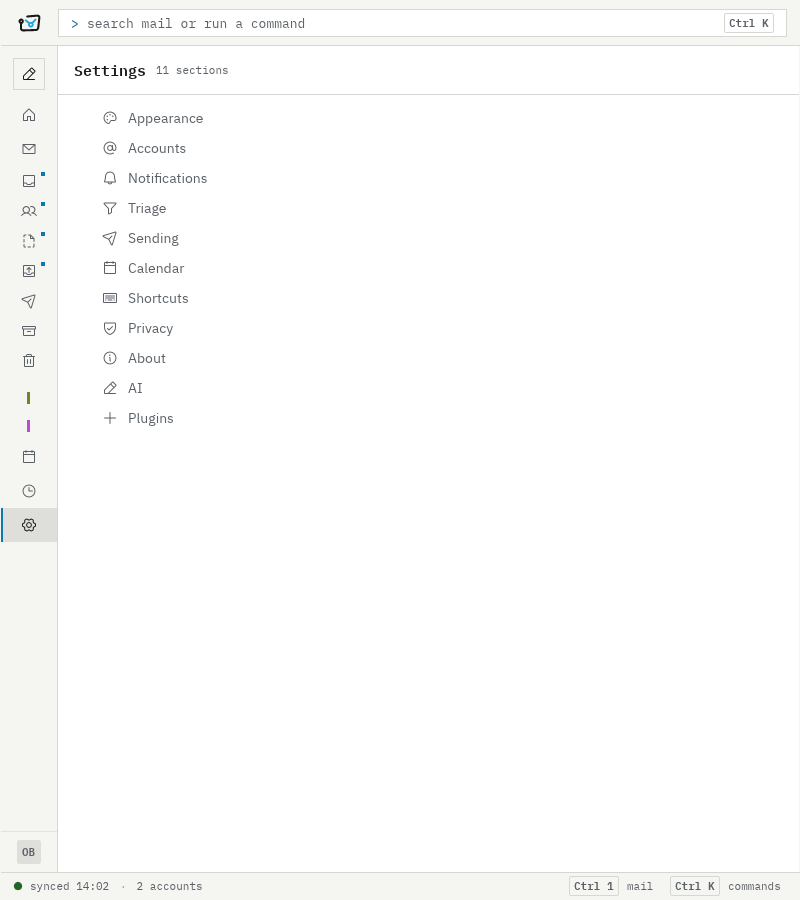 > search mail or run a command
Ctrl K
Settings 11 sections
Appearance
Accounts
Notifications
Triage
Sending
Calendar
Shortcuts
Privacy
About
AI
Plugins
OB
synced 14:02 · 2 accounts
Ctrl 1 mail Ctrl K commands